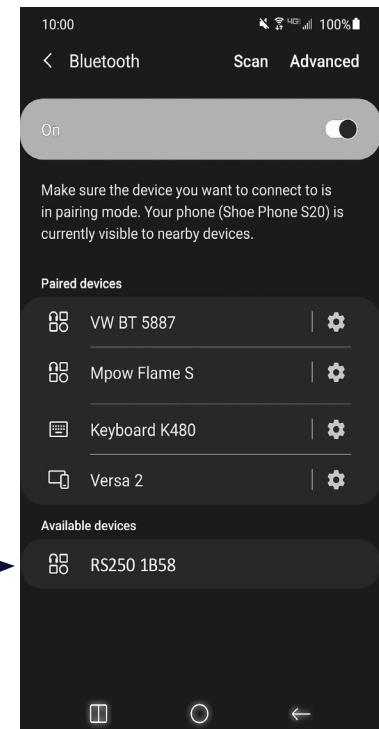 10:00 4GE 100%
Bluetooth Scan Advanced
On
Make sure the device you want to connect to is
in pairing mode. Your phone (Shoe Phone S20) is
currently visible to nearby devices.
Paired devices
VW BT 5887
Mpow Flame S
Keyboard K480
Versa 2
Available devices
RS250 1B58